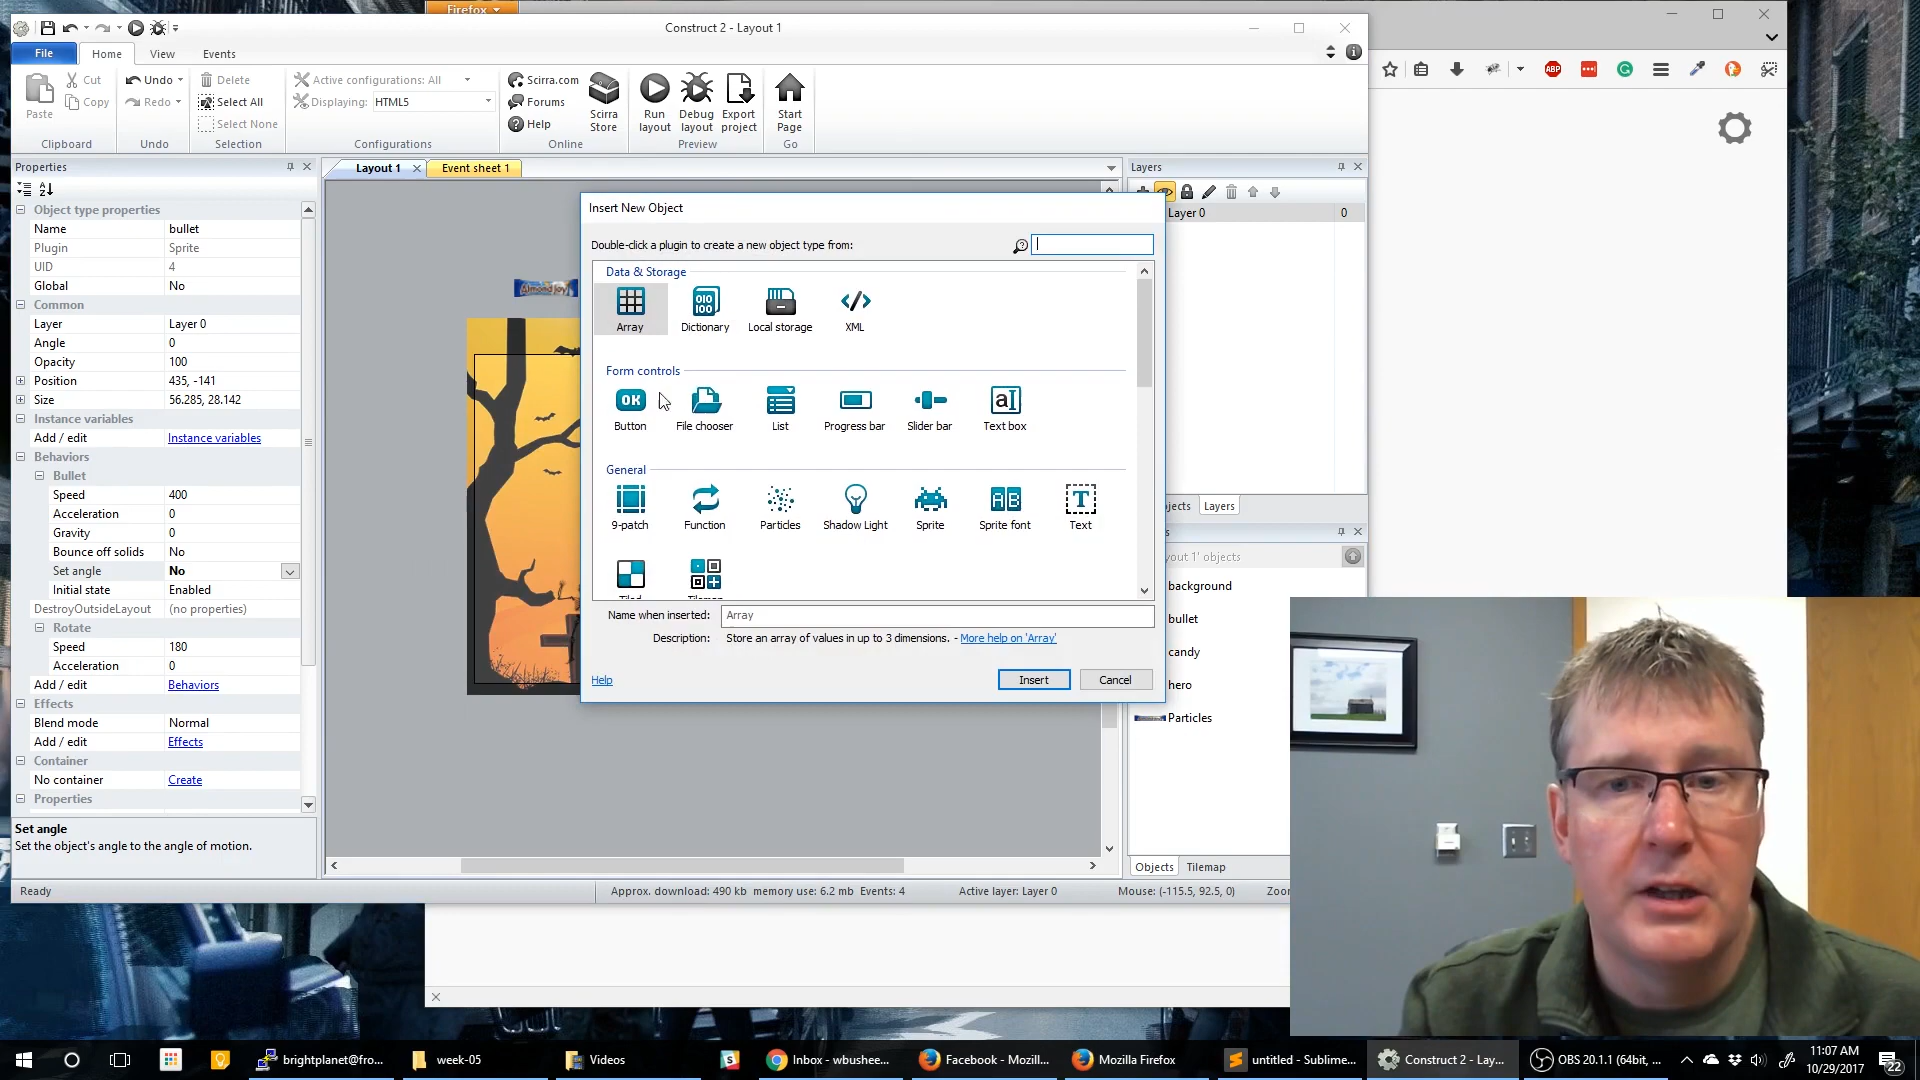 Firefox
Construct 2 - Layout 1
File
Home
View
Events
Paste
Cut
Copy
Clipboard
Undo
Redo
Undo
Delete
Select All
Select None
Selection
Active configurations: All
Displaying:
HTML5
Configurations
Scirra.com
Forums
Help
Scirra
Store
Online
Run
layout
Debug
layout
Export
project
Preview
Start
Page
Go
ABP
Properties
Object type properties
Name
bullet
Plugin
Sprite
UID
4
Global
No
Common
Layer
Layer 0
Angle
0
Opacity
100
Position
435, -141
Size
56.285, 28.142
Instance variables
Add / edit
Instance variables
Behaviors
Bullet
Speed
400
Acceleration
0
Gravity
0
Bounce off solids
No
Set angle
No
Initial state
Enabled
DestroyOutsideLayout
(no properties)
Rotate
Speed
180
Acceleration
0
Add / edit
Behaviors
Effects
Blend mode
Normal
Add / edit
Effects
Container
No container
Create
Properties
Set angle
Set the object's angle to the angle of motion.
Layout 1
Event sheet 1
Almond Joy
Insert New Object
Double-click a plugin to create a new object type from:
Data & Storage
Array
Dictionary
Local storage
XML
Form controls
OK
Button
File chooser
List
Progress bar
Slider bar
Text box
General
9-patch
Function
Particles
Shadow Light
Sprite
Sprite font
Text
Name when inserted:
Array
Description:
Store an array of values in up to 3 dimensions. - More help on 'Array'
Help
Insert
Cancel
Layers
Layer 0
0
Layers
background
bullet
candy
hero
Particles
Objects
Tilemap
Ready
Approx. download: 490 kb memory use: 6.2 mb Events: 4
Active layer: Layer 0
Mouse: (-115.5, 92.5, 0)
brightplanet@fro...
week-05
Videos
Inbox - wbushee...
Facebook - Mozill...
Mozilla Firefox
untitled - Sublime...
Construct 2 - Lay...
OBS 20.1.1 (64bit, ...
11:07 AM
10/29/2017
22